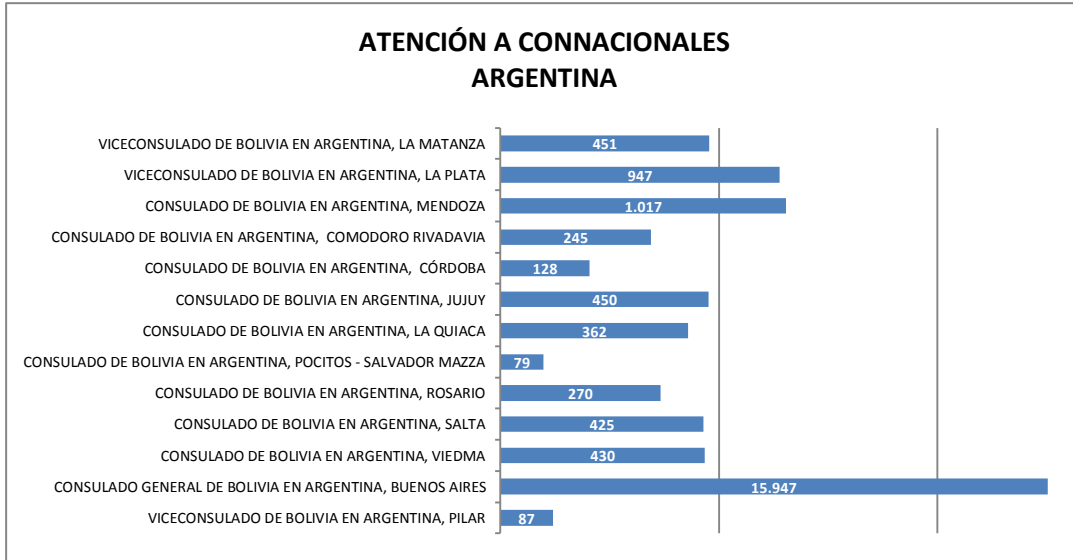 ATENCIÓN A CONNACIONALES
ARGENTINA
VICECONSULADO DE BOLIVIA EN ARGENTINA, LA MATANZA 451
VICECONSULADO DE BOLIVIA EN ARGENTINA, LA PLATA 947
CONSULADO DE BOLIVIA EN ARGENTINA, MENDOZA 1.017
CONSULADO DE BOLIVIA EN ARGENTINA, COMODORO RIVADAVIA 245
CONSULADO DE BOLIVIA EN ARGENTINA, CÓRDOBA 128
CONSULADO DE BOLIVIA EN ARGENTINA, JUJUY 450
CONSULADO DE BOLIVIA EN ARGENTINA, LA QUIACA 362
CONSULADO DE BOLIVIA EN ARGENTINA, POCITOS - SALVADOR MAZZA 79
CONSULADO DE BOLIVIA EN ARGENTINA, ROSARIO 270
CONSULADO DE BOLIVIA EN ARGENTINA, SALTA 425
CONSULADO DE BOLIVIA EN ARGENTINA, VIEDMA 430
CONSULADO GENERAL DE BOLIVIA EN ARGENTINA, BUENOS AIRES 15.947
VICECONSULADO DE BOLIVIA EN ARGENTINA, PILAR 87